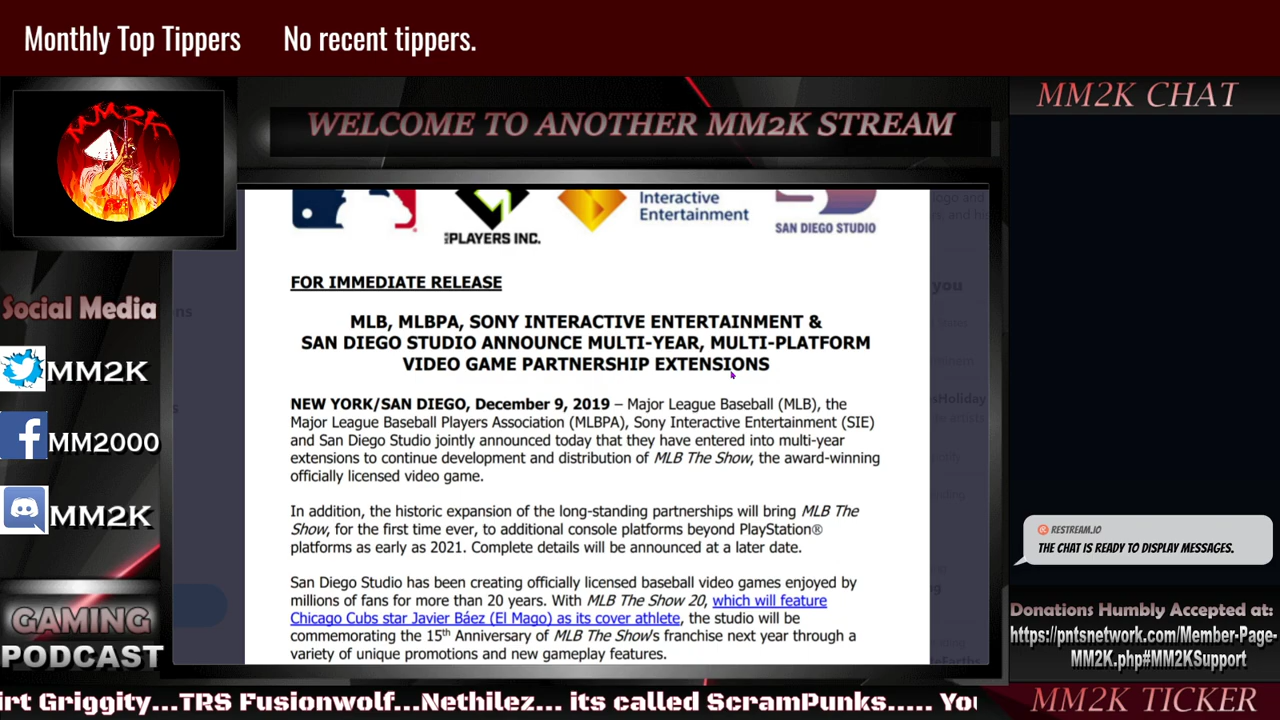 Monthly Top Tippers No recent tippers.
MM2K
WELCOME TO ANOTHER MM2K STREAM
MM2K CHAT
Interactive
Entertainment
PLAYERS INC.
SAN DIEGO STUDIO
FOR IMMEDIATE RELEASE
MLB, MLBPA, SONY INTERACTIVE ENTERTAINMENT &
SAN DIEGO STUDIO ANNOUNCE MULTI-YEAR, MULTI-PLATFORM
VIDEO GAME PARTNERSHIP EXTENSIONS
NEW YORK/SAN DIEGO, December 9, 2019 – Major League Baseball (MLB), the
Major League Baseball Players Association (MLBPA), Sony Interactive Entertainment (SIE)
and San Diego Studio jointly announced today that they have entered into multi-year
extensions to continue development and distribution of MLB The Show, the award-winning
officially licensed video game.
In addition, the historic expansion of the long-standing partnerships will bring MLB The
Show, for the first time ever, to additional console platforms beyond PlayStation®
platforms as early as 2021. Complete details will be announced at a later date.
San Diego Studio has been creating officially licensed baseball video games enjoyed by
millions of fans for more than 20 years. With MLB The Show 20, which will feature
Chicago Cubs star Javier Báez (El Mago) as its cover athlete, the studio will be
commemorating the 15th Anniversary of MLB The Show's franchise next year through a
variety of unique promotions and new gameplay features.
Social Media
MM2K
MM2000
MM2K
GAMING
PODCAST
RESTREAM.IO
THE CHAT IS READY TO DISPLAY MESSAGES.
Donations Humbly Accepted at:
https://pntsnetwork.com/Member-Page-
MM2K.php#MM2KSupport
irt Griggity...TRS Fusionwolf...Nethilez... its called ScramPunks..... You
MM2K TICKER